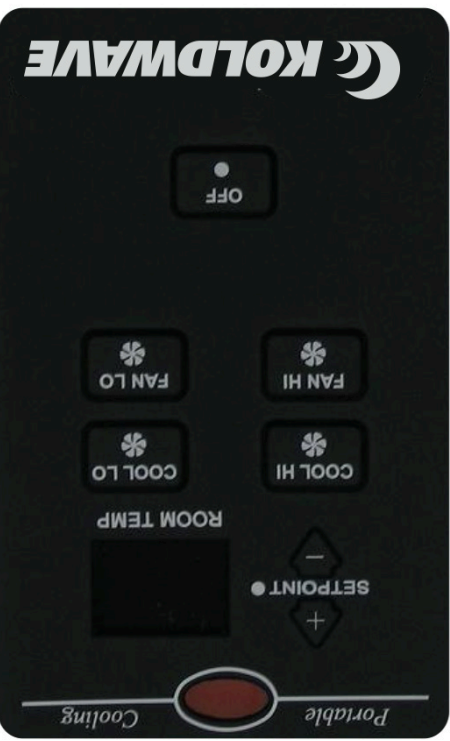 Portable Cooling
+
SETPOINT
-
ROOM TEMP
COOL HI COOL LO
FAN HI FAN LO
OFF
KOLDWAVE